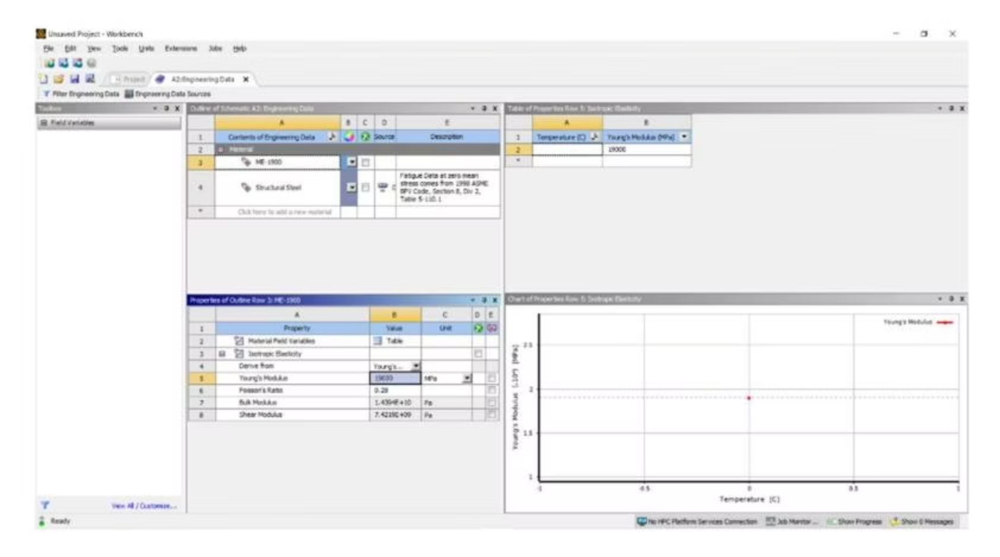 Unsaved Project - Workbench
File Edit View Tools Units Extensions Jobs Help
Project A2:Engineering Data
Filter Engineering Data Engineering Data Sources
Toolbox
Field Variables
View All / Customize...
Outline of Schematic A2: Engineering Data
A B C D E
1 Contents of Engineering Data Source Description
2 Material
3 ME-1900
4 Structural Steel
Fatigue Data at zero mean
stress comes from 1998 ASME
BPV Code, Section 8, Div 2,
Table 5-110.1
* Click here to add a new material
Table of Properties Row 5: Isotropic Elasticity
A B
1 Temperature (C) Young's Modulus (MPa)
2 19000
*
Properties of Outline Row 3: ME-1900
A B C D E
1 Property Value Unit
2 Material Field Variables Table
3 Isotropic Elasticity
4 Derive from Young's...
5 Young's Modulus 19000 MPa
6 Poisson's Ratio
7 Bulk Modulus 1.4394E+10 Pa
8 Shear Modulus 7.4219E+09 Pa
Chart of Properties Row 5: Isotropic Elasticity
Young's Modulus
Young's Modulus (.10⁴) [MPa]
2.5
2
1.5
1
-1 -0.5 0 0.5 1
Temperature [C]
Ready
No HPC Platform Services Connection Job Monitor ... Show Progress Show 0 Messages